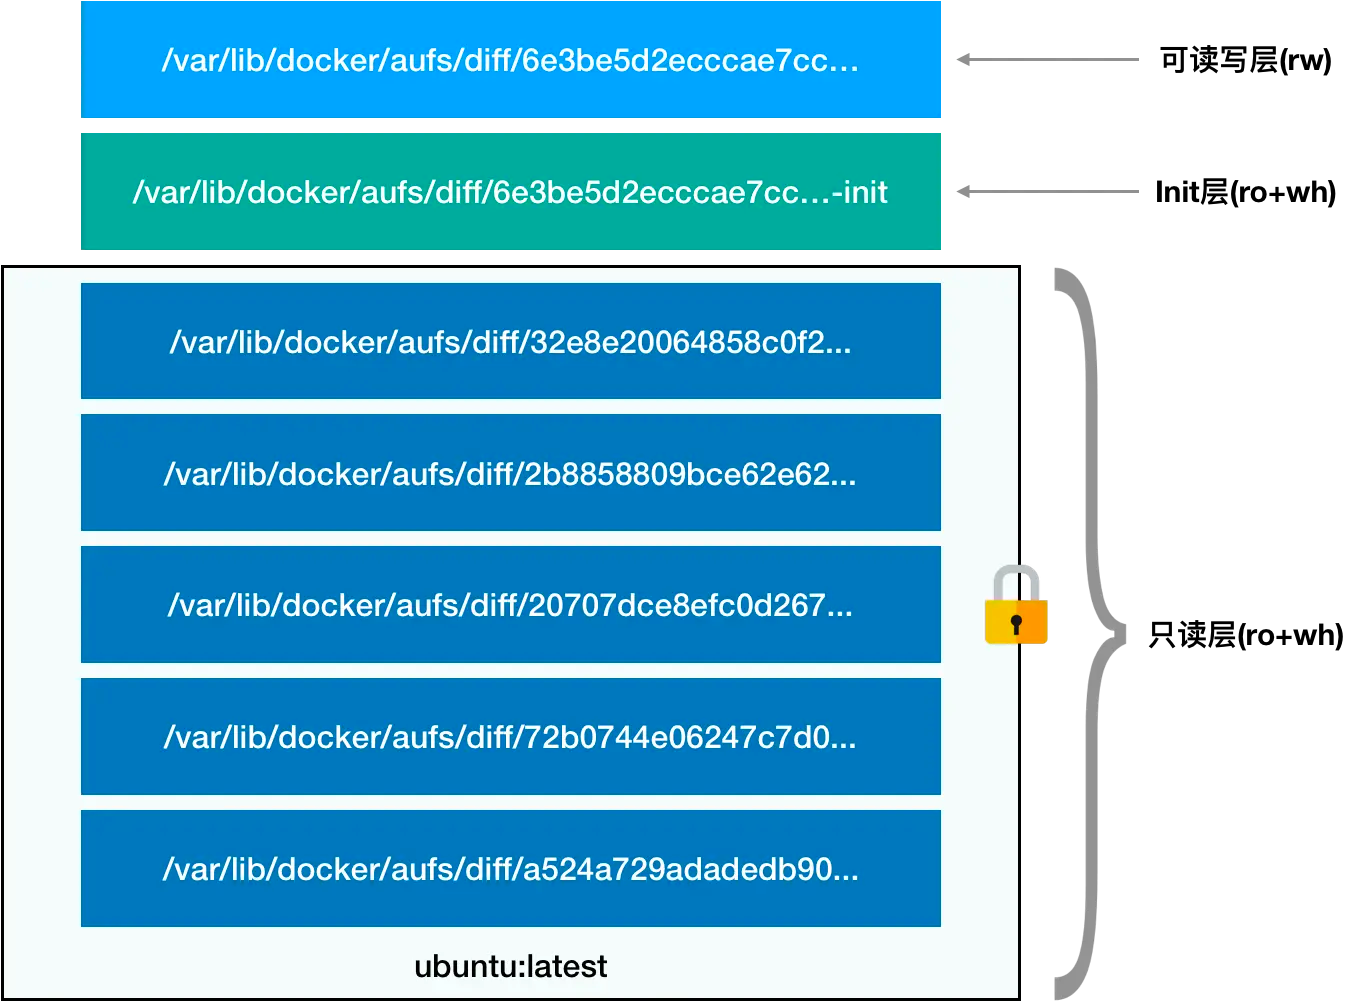 /var/lib/docker/aufs/diff/6e3be5d2ecccae7cc...
可读写层(rw)
/var/lib/docker/aufs/diff/6e3be5d2ecccae7cc...-init
Init层(ro+wh)
/var/lib/docker/aufs/diff/32e8e20064858c0f2...
/var/lib/docker/aufs/diff/2b8858809bce62e62...
/var/lib/docker/aufs/diff/20707dce8efc0d267...
只读层(ro+wh)
/var/lib/docker/aufs/diff/72b0744e06247c7d0...
/var/lib/docker/aufs/diff/a524a729adadedb90...
ubuntu:latest